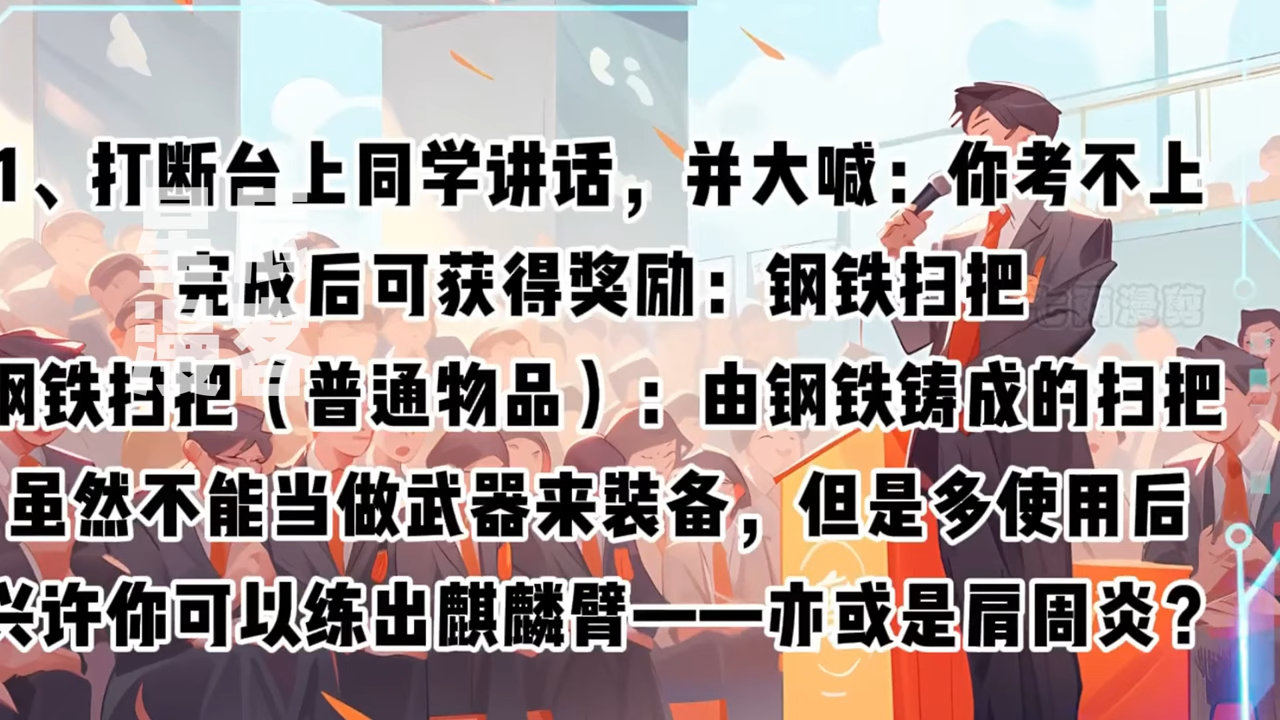 1、打断台上同学讲话，并大喊：你考不上
完成后可获得奖励：钢铁扫把
钢铁扫把（普通物品）：由钢铁铸成的扫把
虽然不能当做武器来装备，但是多使用后
兴许你可以练出麒麟臂——亦或是肩周炎？